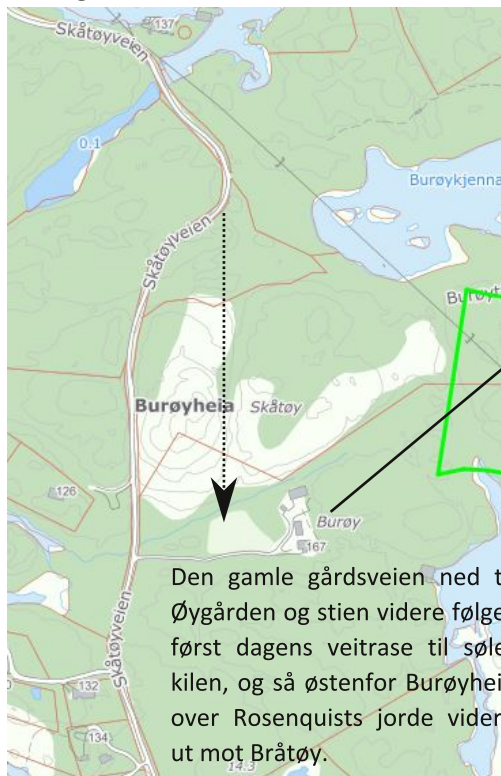 Skåtøyveien
137
0.1
Burøykjenna
Skåtøyveien
Burøyheia
Skåtøy
126
Burøy
167
Den gamle gårdsveien ned t
Øygården og stien videre følge
først dagens veitrase til søle
kilen, og så østenfor Burøyhei
over Rosenquists jorde vider
ut mot Bråtøy.
Skåtøyveien
132
134
14.3